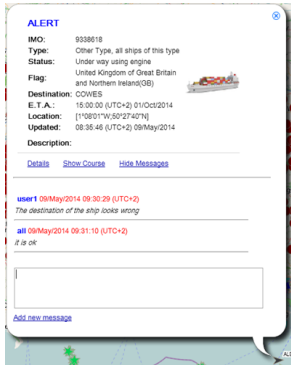 ALERT
IMO: 9338618
Type: Other Type, all ships of this type
Status: Under way using engine
Flag: United Kingdom of Great Britain
and Northern Ireland(GB)
Destination: COWES
E.T.A.: 15:00:00 (UTC+2) 01/Oct/2014
Location: [1°08'01"W;50°27'40"N]
Updated: 08:35:46 (UTC+2) 09/May/2014
Description:
Details Show Course Hide Messages
user1 09/May/2014 09:30:29 (UTC+2)
The destination of the ship looks wrong
all 09/May/2014 09:31:10 (UTC+2)
it is ok
Add new message